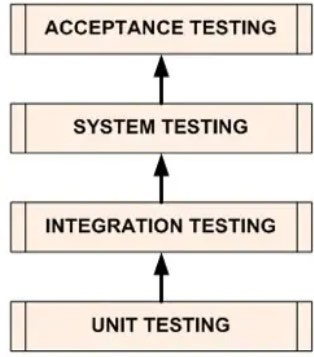 ACCEPTANCE TESTING
SYSTEM TESTING
INTEGRATION TESTING
UNIT TESTING